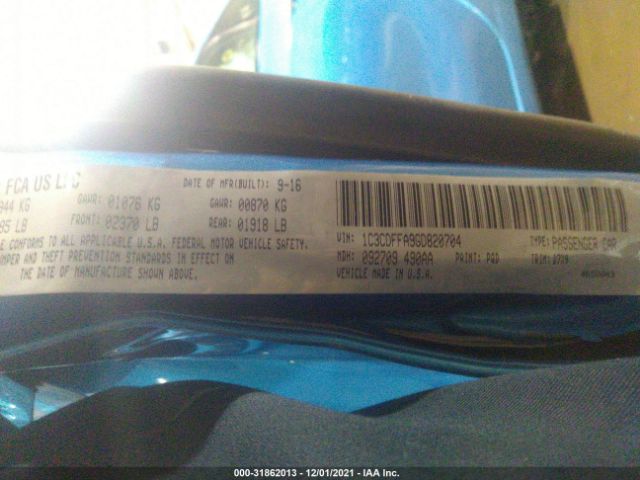 FCA US LLC
DATE OF MFR(BUILT): 9-16
944 KG GAWR: 01076 KG GAWR: 00870 KG
85 LB FRONT: 02370 LB REAR: 01918 LB
E CONFORMS TO ALL APPLICABLE U.S.A. FEDERAL MOTOR VEHICLE SAFETY,
MPER AND THEFT PREVENTION STANDARDS IN EFFECT ON
THE DATE OF MANUFACTURE SHOWN ABOVE.
VIN: 1C3CDFFA9GD820704 TYPE: PASSENGER CAR
MDH: 092709 490AA PAINT: PQD TRIM:
MADE IN U.S.A.
000-31862013 - 12/01/2021 - IAA Inc.